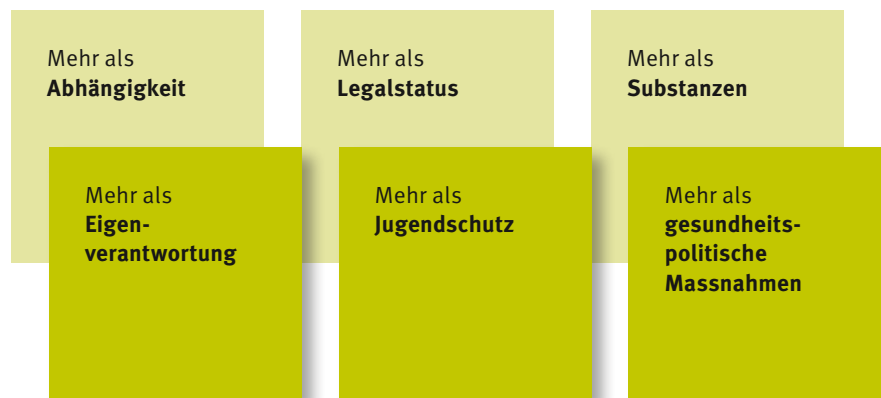 Mehr als
Abhängigkeit
Mehr als
Legalstatus
Mehr als
Substanzen
Mehr als
Eigen-
verantwortung
Mehr als
Jugendschutz
Mehr als
gesundheits-
politische
Massnahmen